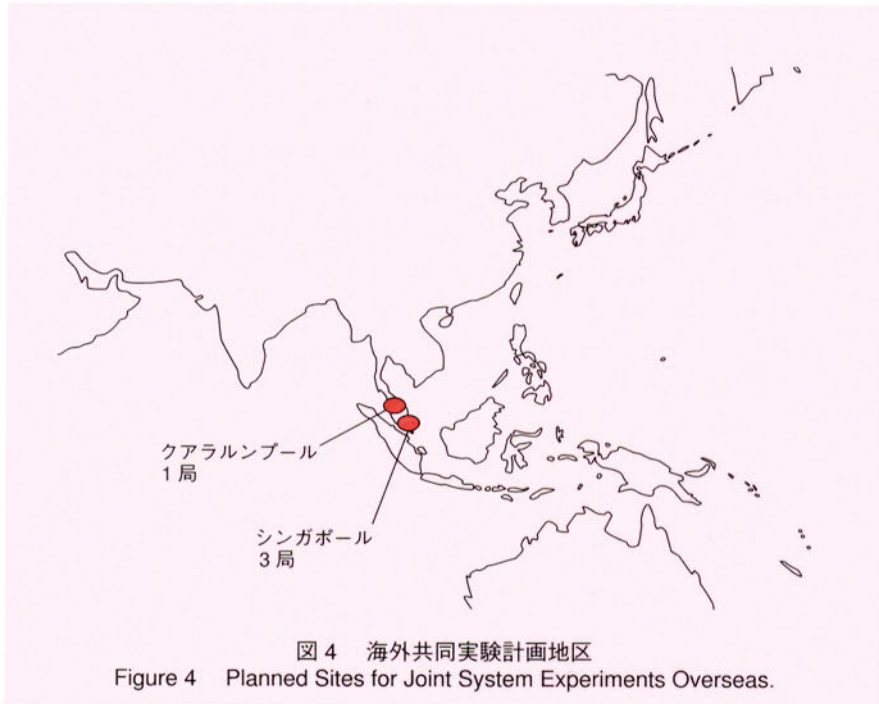 クアラルンプール
1局
シンガポール
3局
図4 海外共同実験計画地区
Figure 4 Planned Sites for Joint System Experiments Overseas.